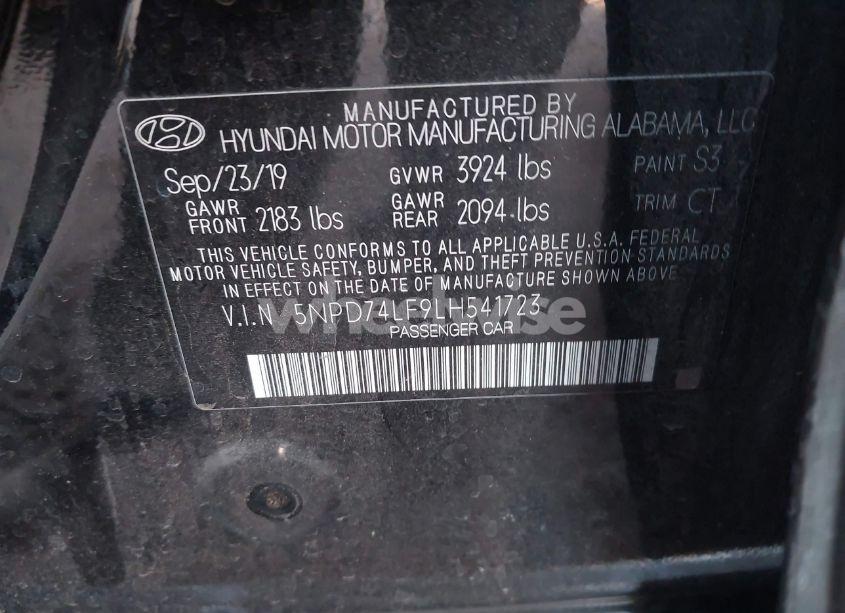 MANUFACTURED BY
HYUNDAI MOTOR MANUFACTURING ALABAMA, LLC
Sep/23/19 GVWR 3924 lbs PAINT S3
GAWR FRONT 2183 lbs GAWR REAR 2094 lbs TRIM CT
THIS VEHICLE CONFORMS TO ALL APPLICABLE U.S.A. FEDERAL
MOTOR VEHICLE SAFETY, BUMPER, AND THEFT PREVENTION STANDARDS
IN EFFECT ON THE DATE OF MANUFACTURE SHOWN ABOVE
V.I.N 5NPD74LF9LH541723
wheelwise
PASSENGER CAR